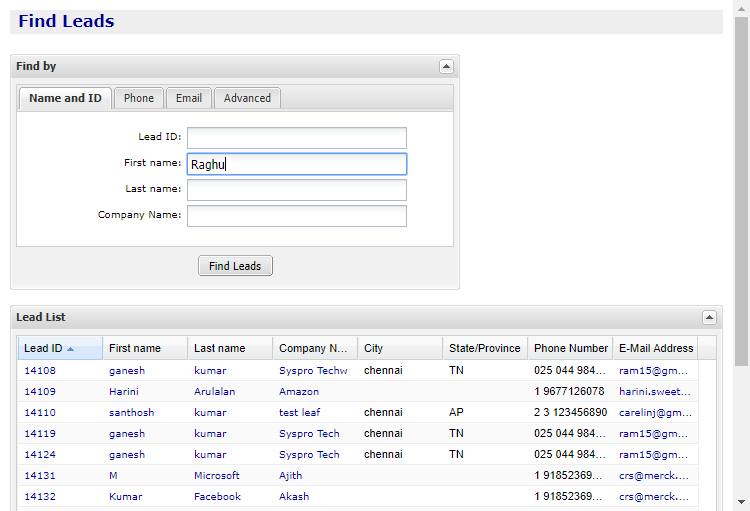 Find Leads
Find by
Name and ID Phone Email Advanced
Lead ID:
First name: Raghu
Last name:
Company Name:
Find Leads
Lead List
Lead ID First name Last name Company N... City State/Province Phone Number E-Mail Address
14108 ganesh kumar Syspro Techw chennai TN 025 044 984... ram15@gm...
14109 Harini Arulalan Amazon 1 9677126078 harini.sweet...
14110 santhosh kumar test leaf chennai AP 2 3 123456890 carelinj@gm...
14119 ganesh kumar Syspro Tech chennai TN 025 044 984... ram15@gm...
14124 ganesh kumar Syspro Tech chennai TN 025 044 984... ram15@gm...
14131 M Microsoft Ajith 1 91852369... crs@merck....
14132 Kumar Facebook Akash 1 91852369... crs@merck....